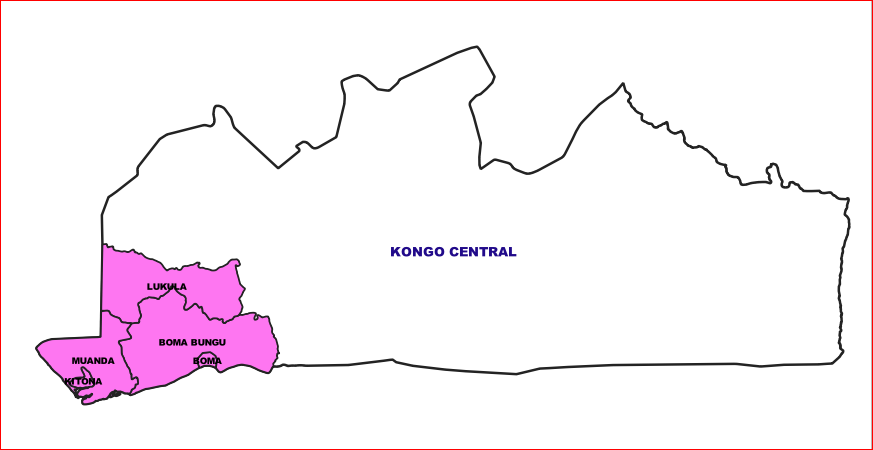 KONGO CENTRAL
LUKULA
BOMA BUNGU
MUANDA
BOMA
KITONA